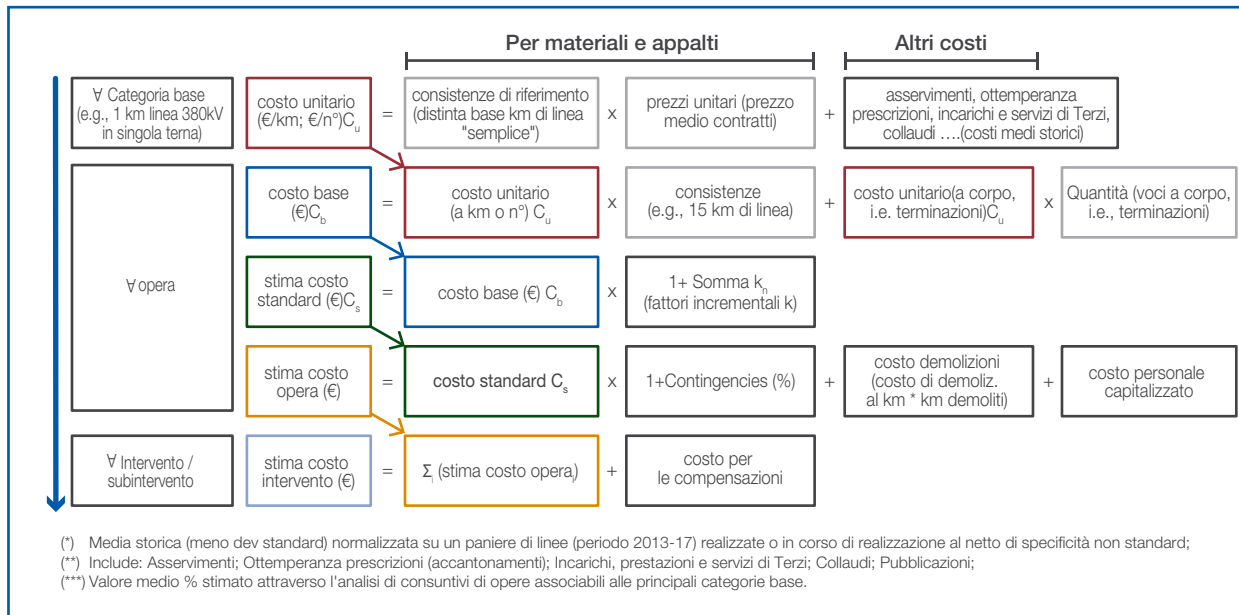 Per materiali e appalti
Altri costi
∀ Categoria base
(e.g., 1 km linea 380kV
in singola terna)
costo unitario
(€/km; €/n°)Cu
=
consistenze di riferimento
(distinta base km di linea
"semplice")
x
prezzi unitari (prezzo
medio contratti)
+
asservimenti, ottemperanza
prescrizioni, incarichi e servizi di Terzi,
collaudi ….(costi medi storici)
∀ opera
costo base
(€)Cb
=
costo unitario
(a km o n°) Cu
x
consistenze
(e.g., 15 km di linea)
+
costo unitario(a corpo,
i.e. terminazioni)Cu
x
Quantità (voci a corpo,
i.e., terminazioni)
stima costo
standard (€)Cs
=
costo base (€) Cb
x
1+ Somma kn
(fattori incrementali k)
stima costo
opera (€)
=
costo standard Cs
x
1+Contingencies (%)
+
costo demolizioni
(costo di demoliz.
al km * km demoliti)
+
costo personale
capitalizzato
∀ Intervento /
subintervento
stima costo
intervento (€)
=
Σi (stima costo operai)
+
costo per
le compensazioni
(*) Media storica (meno dev standard) normalizzata su un paniere di linee (periodo 2013-17) realizzate o in corso di realizzazione al netto di specificità non standard;
(**) Include: Asservimenti; Ottemperanza prescrizioni (accantonamenti); Incarichi, prestazioni e servizi di Terzi; Collaudi; Pubblicazioni;
(***) Valore medio % stimato attraverso l'analisi di consuntivi di opere associabili alle principali categorie base.